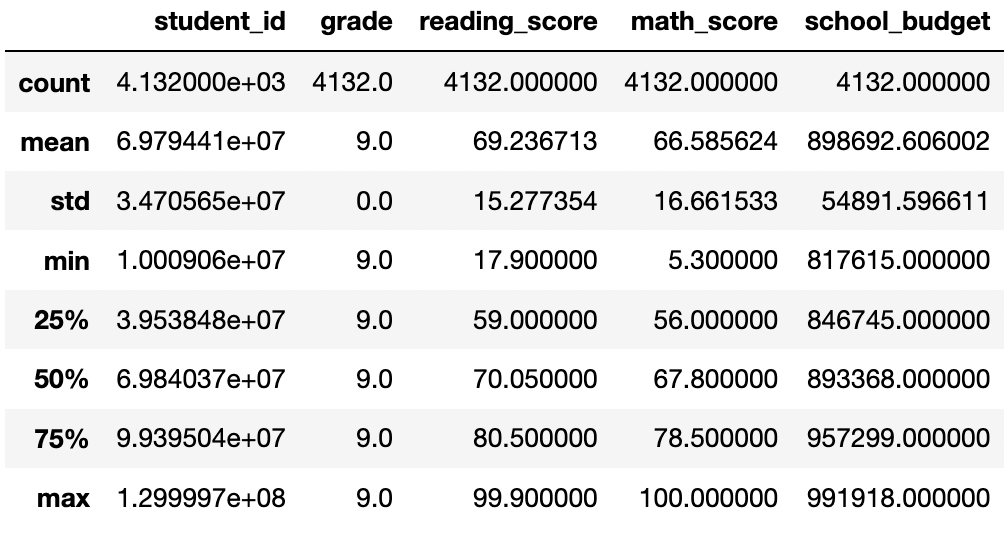 student_id grade reading_score math_score school_budget
count 4.132000e+03 4132.0 4132.000000 4132.000000 4132.000000
mean 6.979441e+07 9.0 69.236713 66.585624 898692.606002
std 3.470565e+07 0.0 15.277354 16.661533 54891.596611
min 1.000906e+07 9.0 17.900000 5.300000 817615.000000
25% 3.953848e+07 9.0 59.000000 56.000000 846745.000000
50% 6.984037e+07 9.0 70.050000 67.800000 893368.000000
75% 9.939504e+07 9.0 80.500000 78.500000 957299.000000
max 1.299997e+08 9.0 99.900000 100.000000 991918.000000